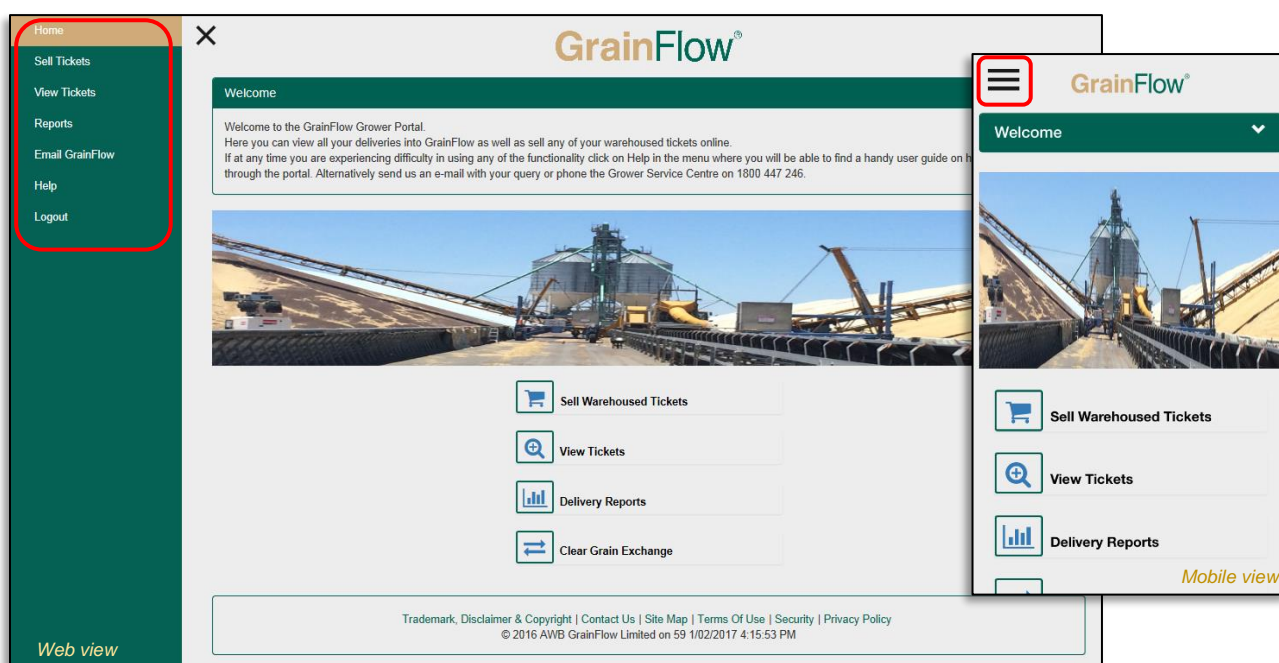 Home
Sell Tickets
View Tickets
Reports
Email GrainFlow
Help
Logout
Web view
GrainFlow®
Welcome
Welcome to the GrainFlow Grower Portal.
Here you can view all your deliveries into GrainFlow as well as sell any of your warehoused tickets online.
If at any time you are experiencing difficulty in using any of the functionality click on Help in the menu where you will be able to find a handy user guide on
through the portal. Alternatively send us an e-mail with your query or phone the Grower Service Centre on 1800 447 246.
Sell Warehoused Tickets
View Tickets
Delivery Reports
Clear Grain Exchange
Trademark, Disclaimer & Copyright | Contact Us | Site Map | Terms Of Use | Security | Privacy Policy
© 2016 AWB GrainFlow Limited on 59 1/02/2017 4:15:53 PM
GrainFlow®
Welcome
Sell Warehoused Tickets
View Tickets
Delivery Reports
Mobile view